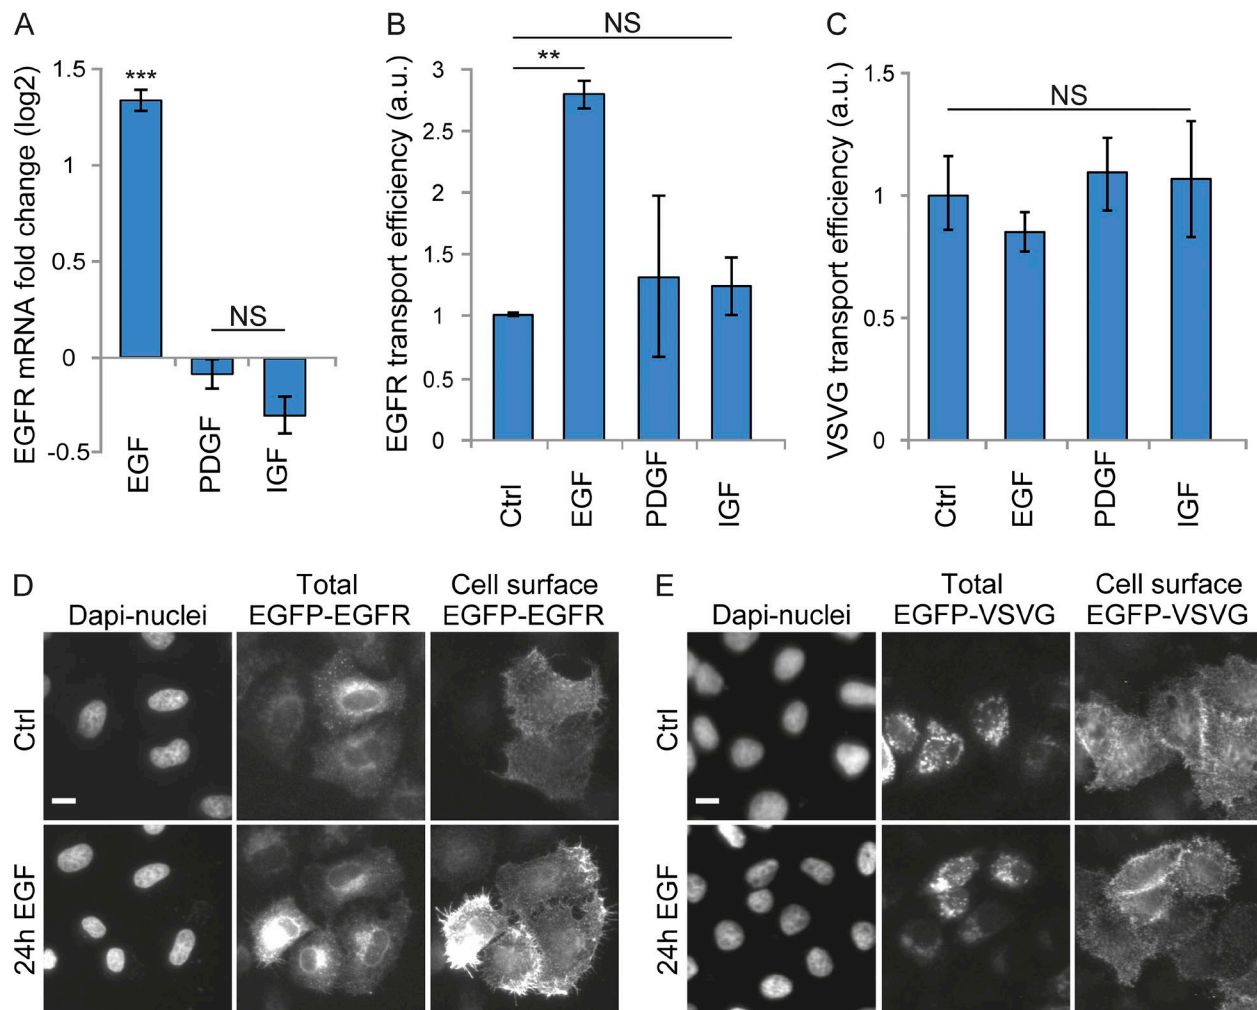 A
EGFR mRNA fold change (log2)
1.5
1
0.5
0
-0.5
***
NS
EGF
PDGF
IGF
B
EGFR transport efficiency (a.u.)
3
2.5
2
1.5
1
0.5
0
NS
**
Ctrl
EGF
PDGF
IGF
C
VSVG transport efficiency (a.u.)
1.5
1
0.5
0
NS
Ctrl
EGF
PDGF
IGF
D
Dapi-nuclei
Total
EGFP-EGFR
Cell surface
EGFP-EGFR
Ctrl
24h EGF
E
Dapi-nuclei
Total
EGFP-VSVG
Cell surface
EGFP-VSVG
Ctrl
24h EGF